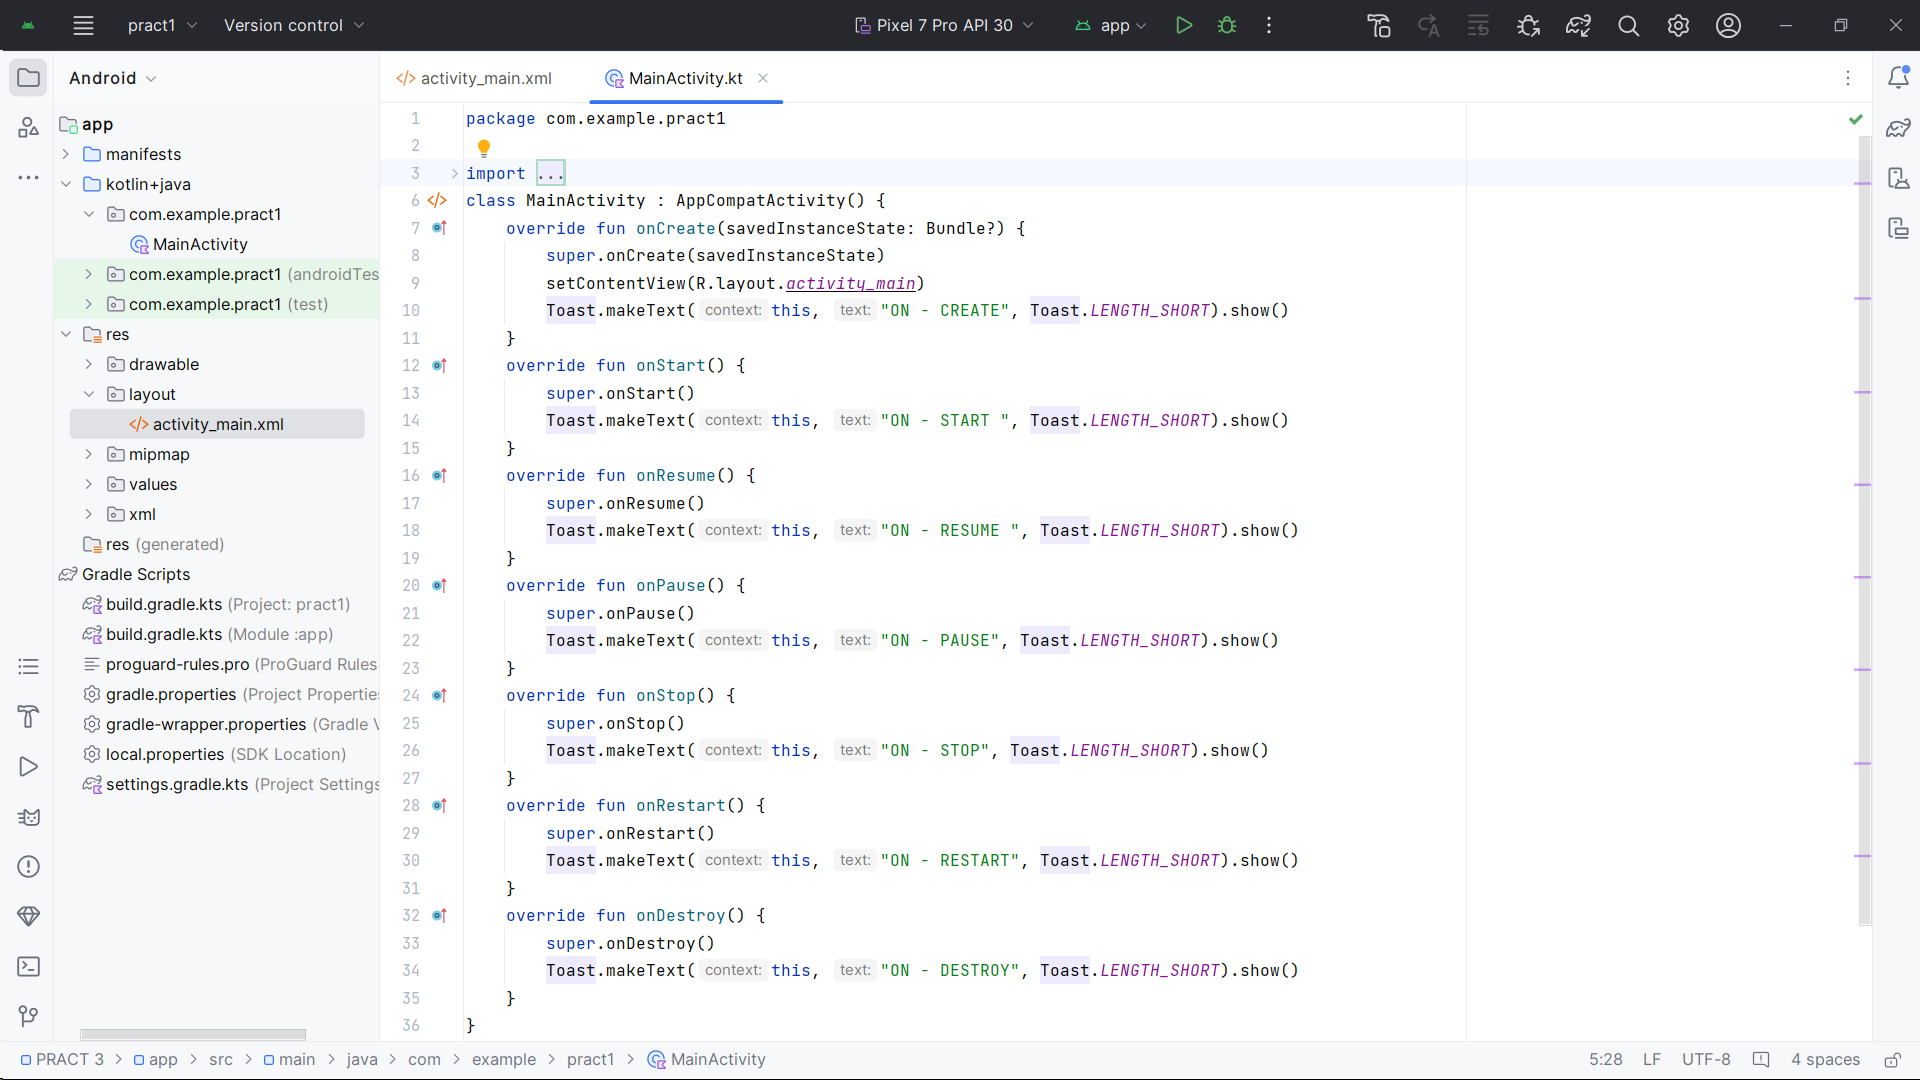 pract1 Version control Pixel 7 Pro API 30 app
Android activity_main.xml MainActivity.kt
app
manifests
kotlin+java
com.example.pract1
MainActivity
com.example.pract1 (androidTes
com.example.pract1 (test)
res
drawable
layout
activity_main.xml
mipmap
values
xml
res (generated)
Gradle Scripts
build.gradle.kts (Project: pract1)
build.gradle.kts (Module :app)
proguard-rules.pro (ProGuard Rules
gradle.properties (Project Propertie
gradle-wrapper.properties (Gradle V
local.properties (SDK Location)
settings.gradle.kts (Project Settings
1 package com.example.pract1
2
3 import ...
6 class MainActivity : AppCompatActivity() {
7 override fun onCreate(savedInstanceState: Bundle?) {
8 super.onCreate(savedInstanceState)
9 setContentView(R.layout.activity_main)
10 Toast.makeText( context: this, text: "ON - CREATE", Toast.LENGTH_SHORT).show()
11 }
12 override fun onStart() {
13 super.onStart()
14 Toast.makeText( context: this, text: "ON - START ", Toast.LENGTH_SHORT).show()
15 }
16 override fun onResume() {
17 super.onResume()
18 Toast.makeText( context: this, text: "ON - RESUME ", Toast.LENGTH_SHORT).show()
19 }
20 override fun onPause() {
21 super.onPause()
22 Toast.makeText( context: this, text: "ON - PAUSE", Toast.LENGTH_SHORT).show()
23 }
24 override fun onStop() {
25 super.onStop()
26 Toast.makeText( context: this, text: "ON - STOP", Toast.LENGTH_SHORT).show()
27 }
28 override fun onRestart() {
29 super.onRestart()
30 Toast.makeText( context: this, text: "ON - RESTART", Toast.LENGTH_SHORT).show()
31 }
32 override fun onDestroy() {
33 super.onDestroy()
34 Toast.makeText( context: this, text: "ON - DESTROY", Toast.LENGTH_SHORT).show()
35 }
36 }
PRACT 3 > app > src > main > java > com > example > pract1 > MainActivity 5:28 LF UTF-8 4 spaces